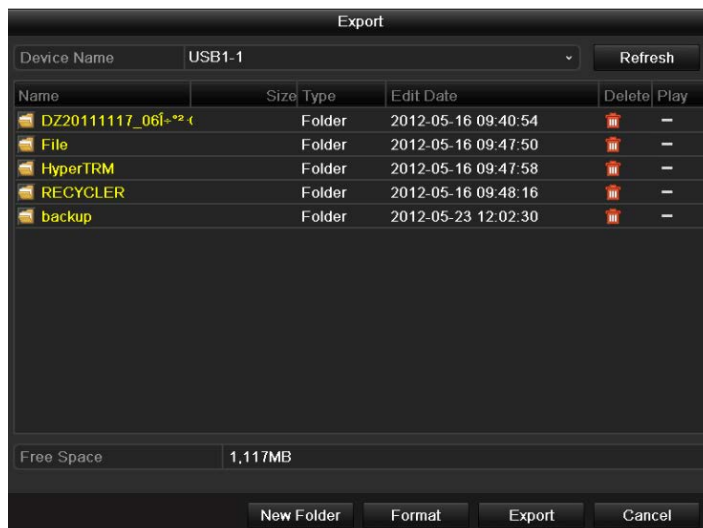 Export
Device Name USB1-1 Refresh
Name Size Type Edit Date Delete Play
DZ20111117_06Î÷°²·( Folder 2012-05-16 09:40:54 –
File Folder 2012-05-16 09:47:50 –
HyperTRM Folder 2012-05-16 09:47:58 –
RECYCLER Folder 2012-05-16 09:48:16 –
backup Folder 2012-05-23 12:02:30 –
Free Space 1,117MB
New Folder Format Export Cancel